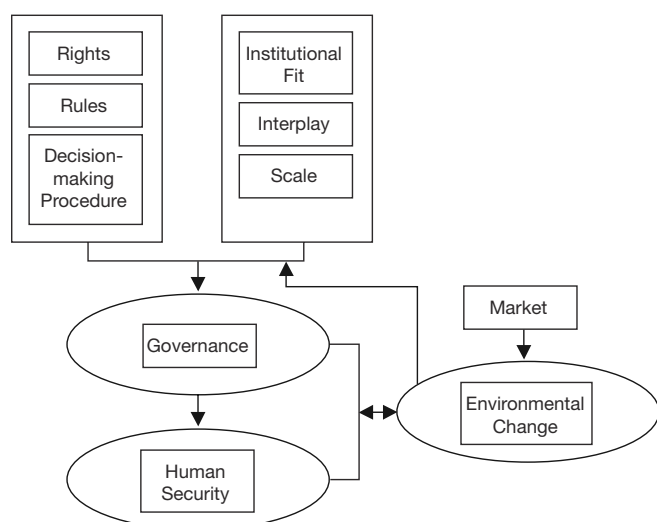 Rights
Rules
Decision-
making
Procedure
Institutional
Fit
Interplay
Scale
Market
Governance
Environmental
Change
Human
Security